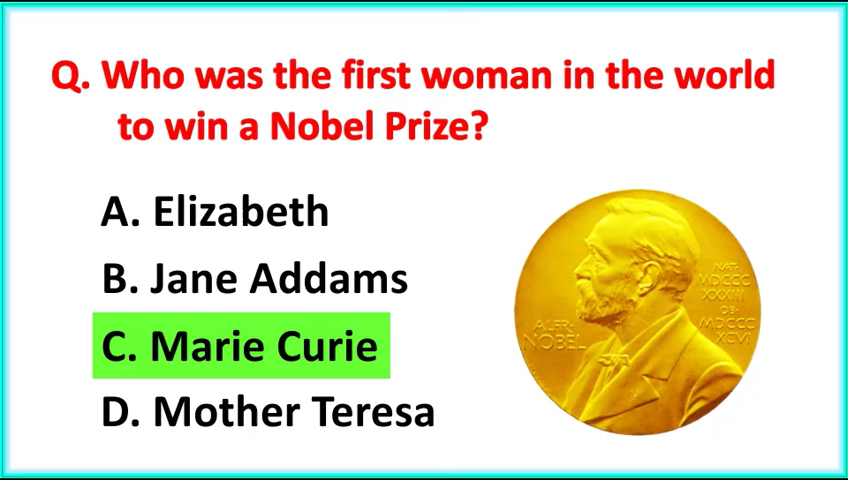 Q. Who was the first woman in the world
to win a Nobel Prize?
A. Elizabeth
B. Jane Addams
C. Marie Curie
D. Mother Teresa
ALFR·
NOBEL
NAT·
MDCCC
XXXIII
OB·
MDCCC
XCVI